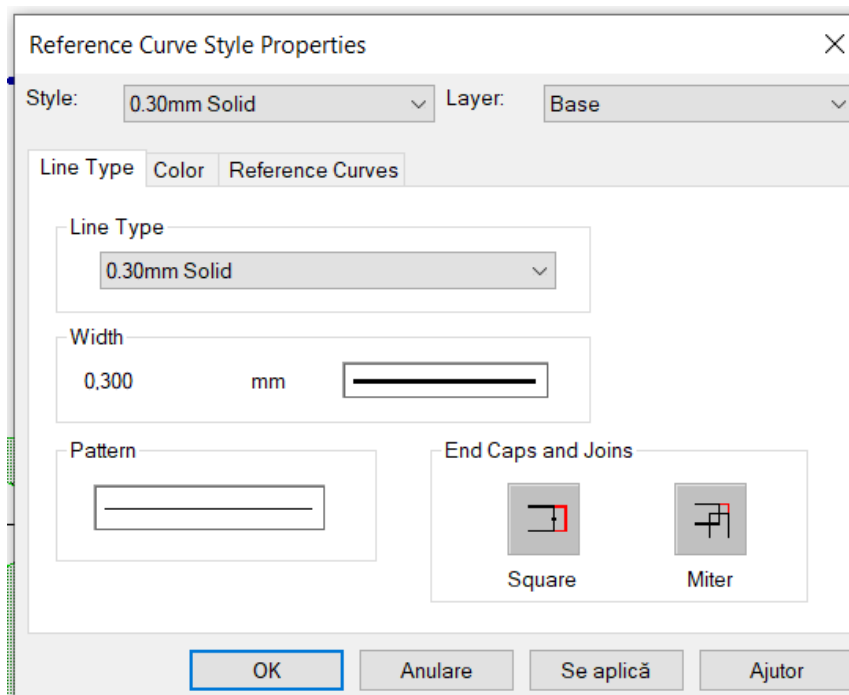 Reference Curve Style Properties
Style: 0.30mm Solid Layer: Base
Line Type Color Reference Curves
Line Type
0.30mm Solid
Width
0,300 mm
Pattern
End Caps and Joins
Square Miter
OK Anulare Se aplică Ajutor